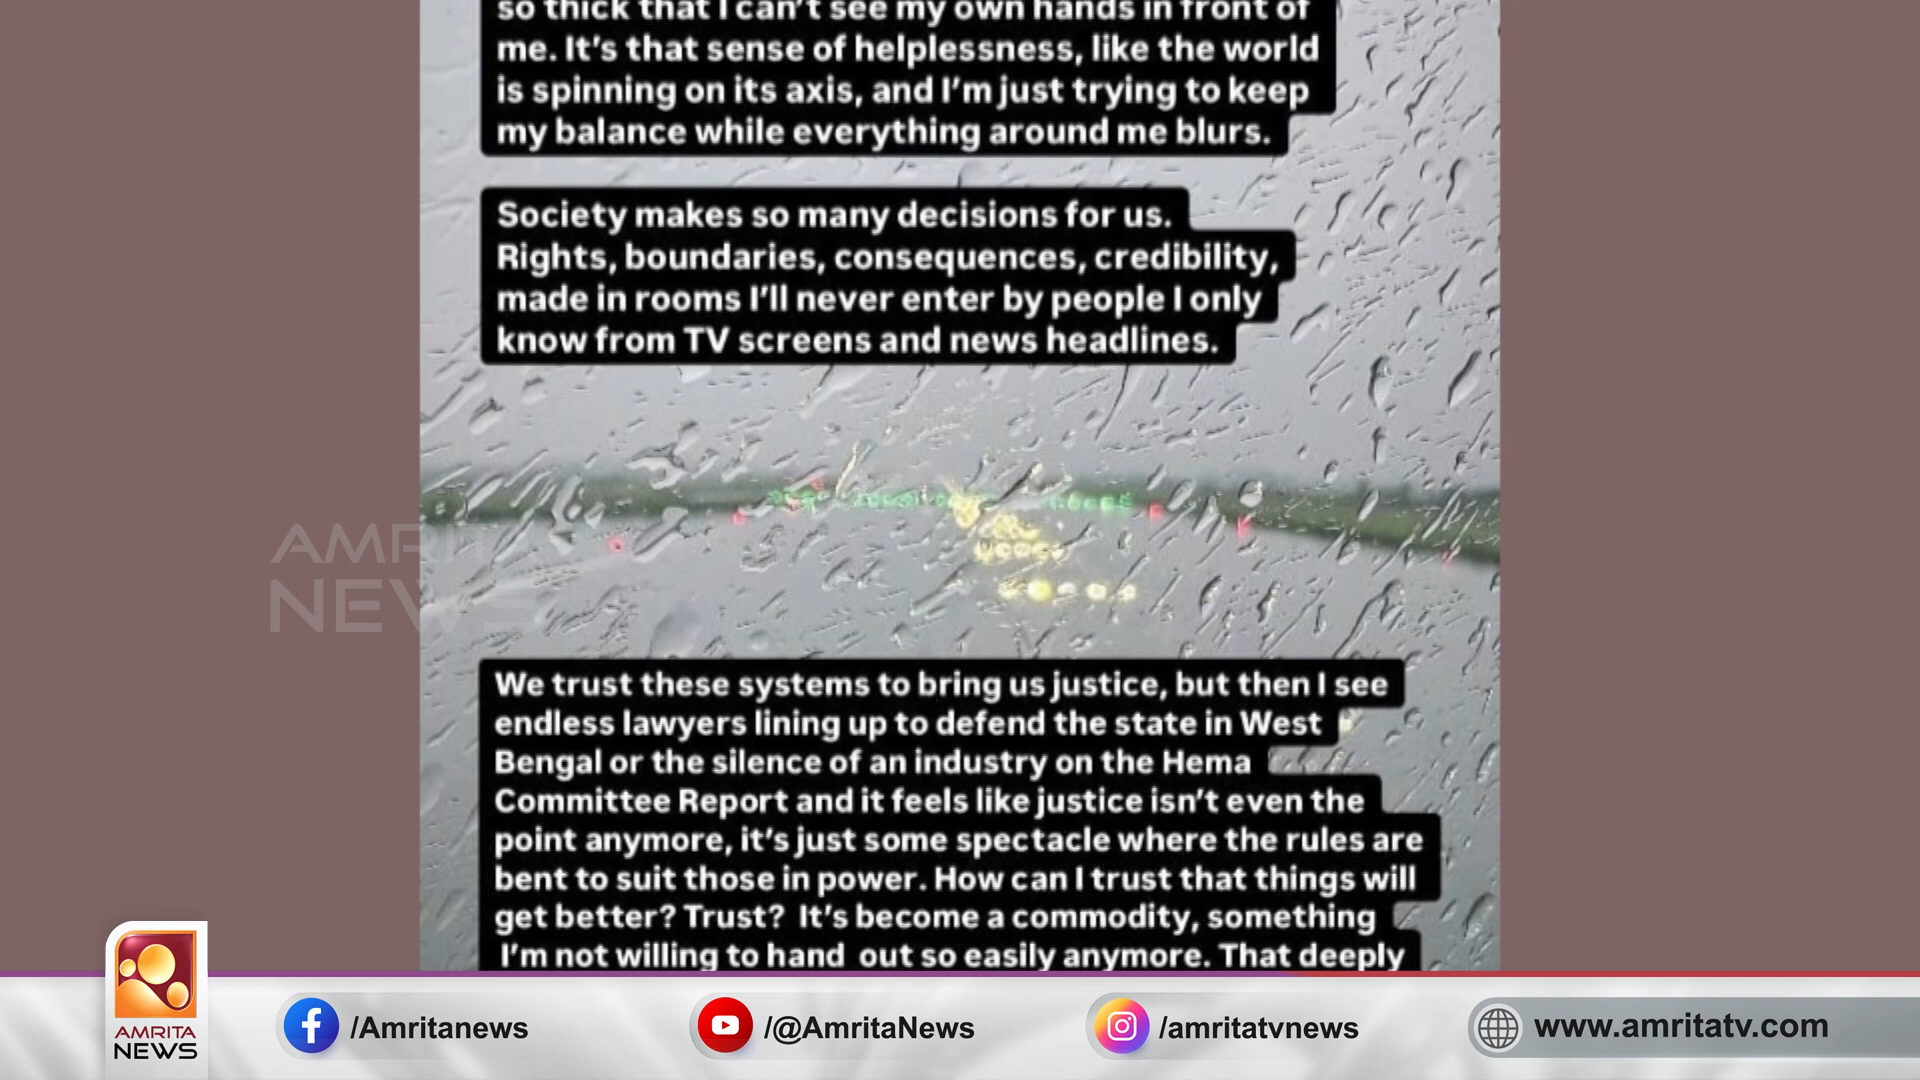 so thick that I can't see my own hands in front of
me. It's that sense of helplessness, like the world
is spinning on its axis, and I'm just trying to keep
my balance while everything around me blurs.
Society makes so many decisions for us.
Rights, boundaries, consequences, credibility,
made in rooms I'll never enter by people I only
know from TV screens and news headlines.
AMRIT
NEWS
We trust these systems to bring us justice, but then I see
endless lawyers lining up to defend the state in West
Bengal or the silence of an industry on the Hema
Committee Report and it feels like justice isn't even the
point anymore, it's just some spectacle where the rules are
bent to suit those in power. How can I trust that things will
get better? Trust? It's become a commodity, something
I'm not willing to hand out so easily anymore. That deeply
AMRITA
NEWS
/Amritanews
/@AmritaNews
/amritatvnews
www.amritatv.com